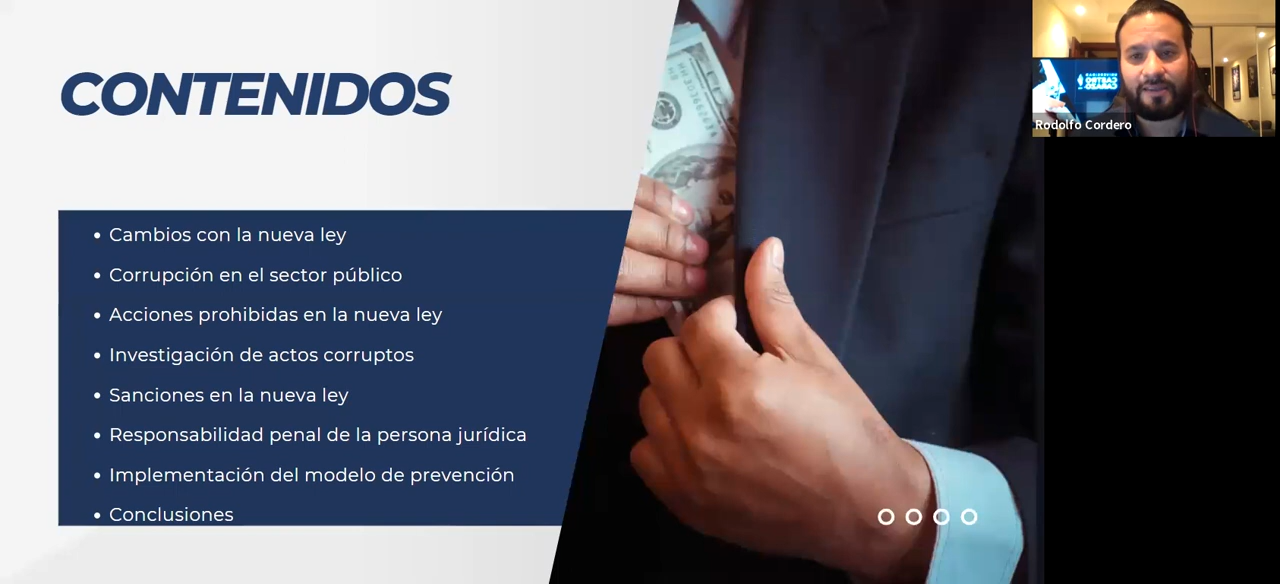 CONTENIDOS
Cambios con la nueva ley
Corrupción en el sector público
Acciones prohibidas en la nueva ley
Investigación de actos corruptos
Sanciones en la nueva ley
Responsabilidad penal de la persona jurídica
Implementación del modelo de prevención
Conclusiones
Rodolfo Cordero